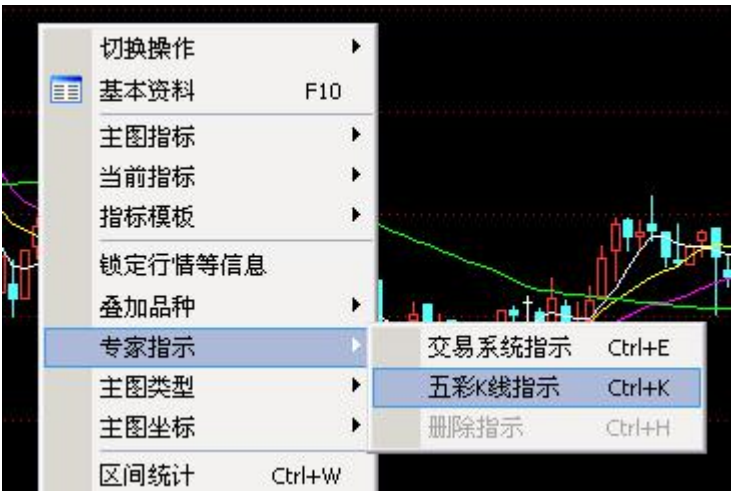 切换操作
基本资料 F10
主图指标
当前指标
指标模板
锁定行情等信息
叠加品种
专家指示
交易系统指示 Ctrl+E
主图类型
五彩K线指示 Ctrl+K
主图坐标
删除指示 Ctrl+H
区间统计 Ctrl+W